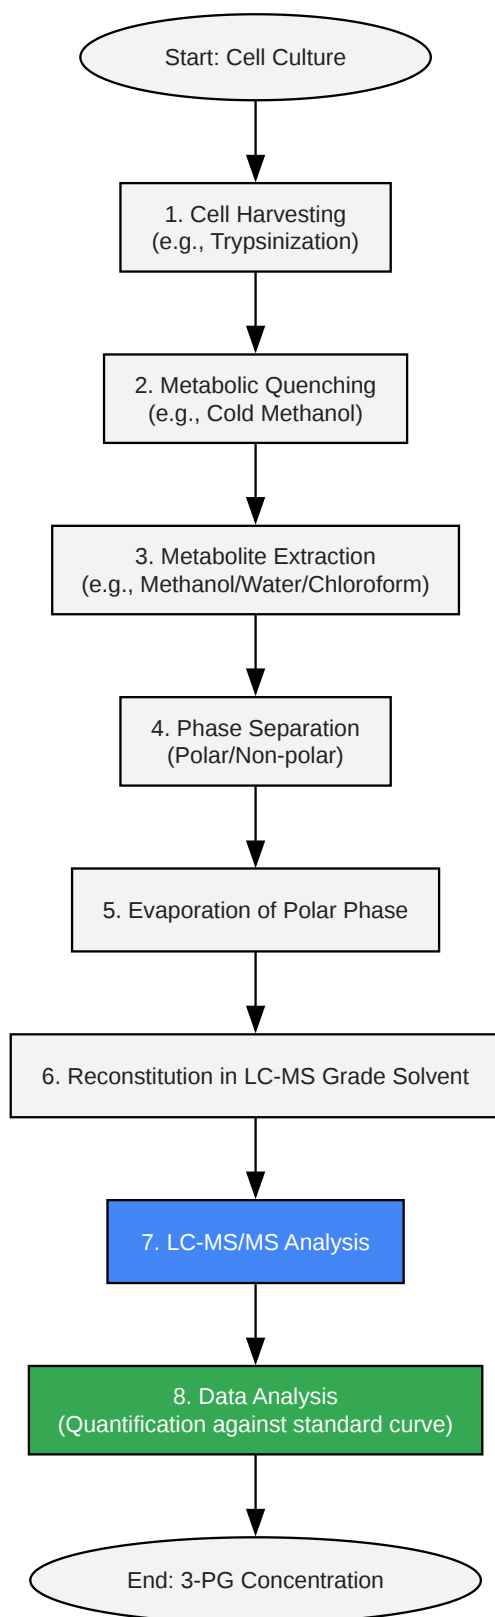 Start: Cell Culture
1. Cell Harvesting
(e.g., Trypsinization)
2. Metabolic Quenching
(e.g., Cold Methanol)
3. Metabolite Extraction
(e.g., Methanol/Water/Chloroform)
4. Phase Separation
(Polar/Non-polar)
5. Evaporation of Polar Phase
6. Reconstitution in LC-MS Grade Solvent
7. LC-MS/MS Analysis
8. Data Analysis
(Quantification against standard curve)
End: 3-PG Concentration